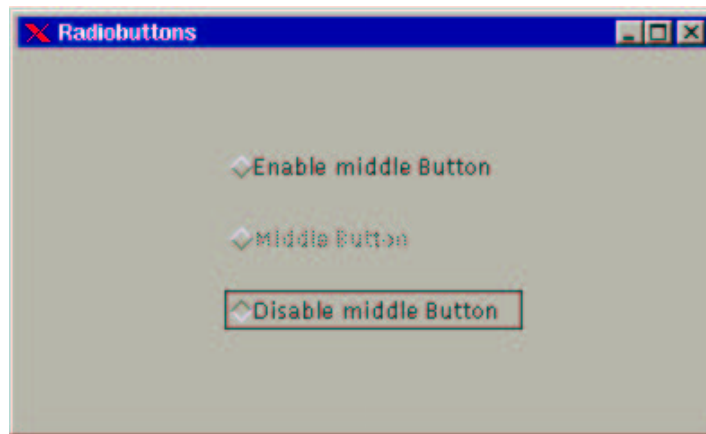 Radiobuttons
Enable middle Button
Middle Button
Disable middle Button